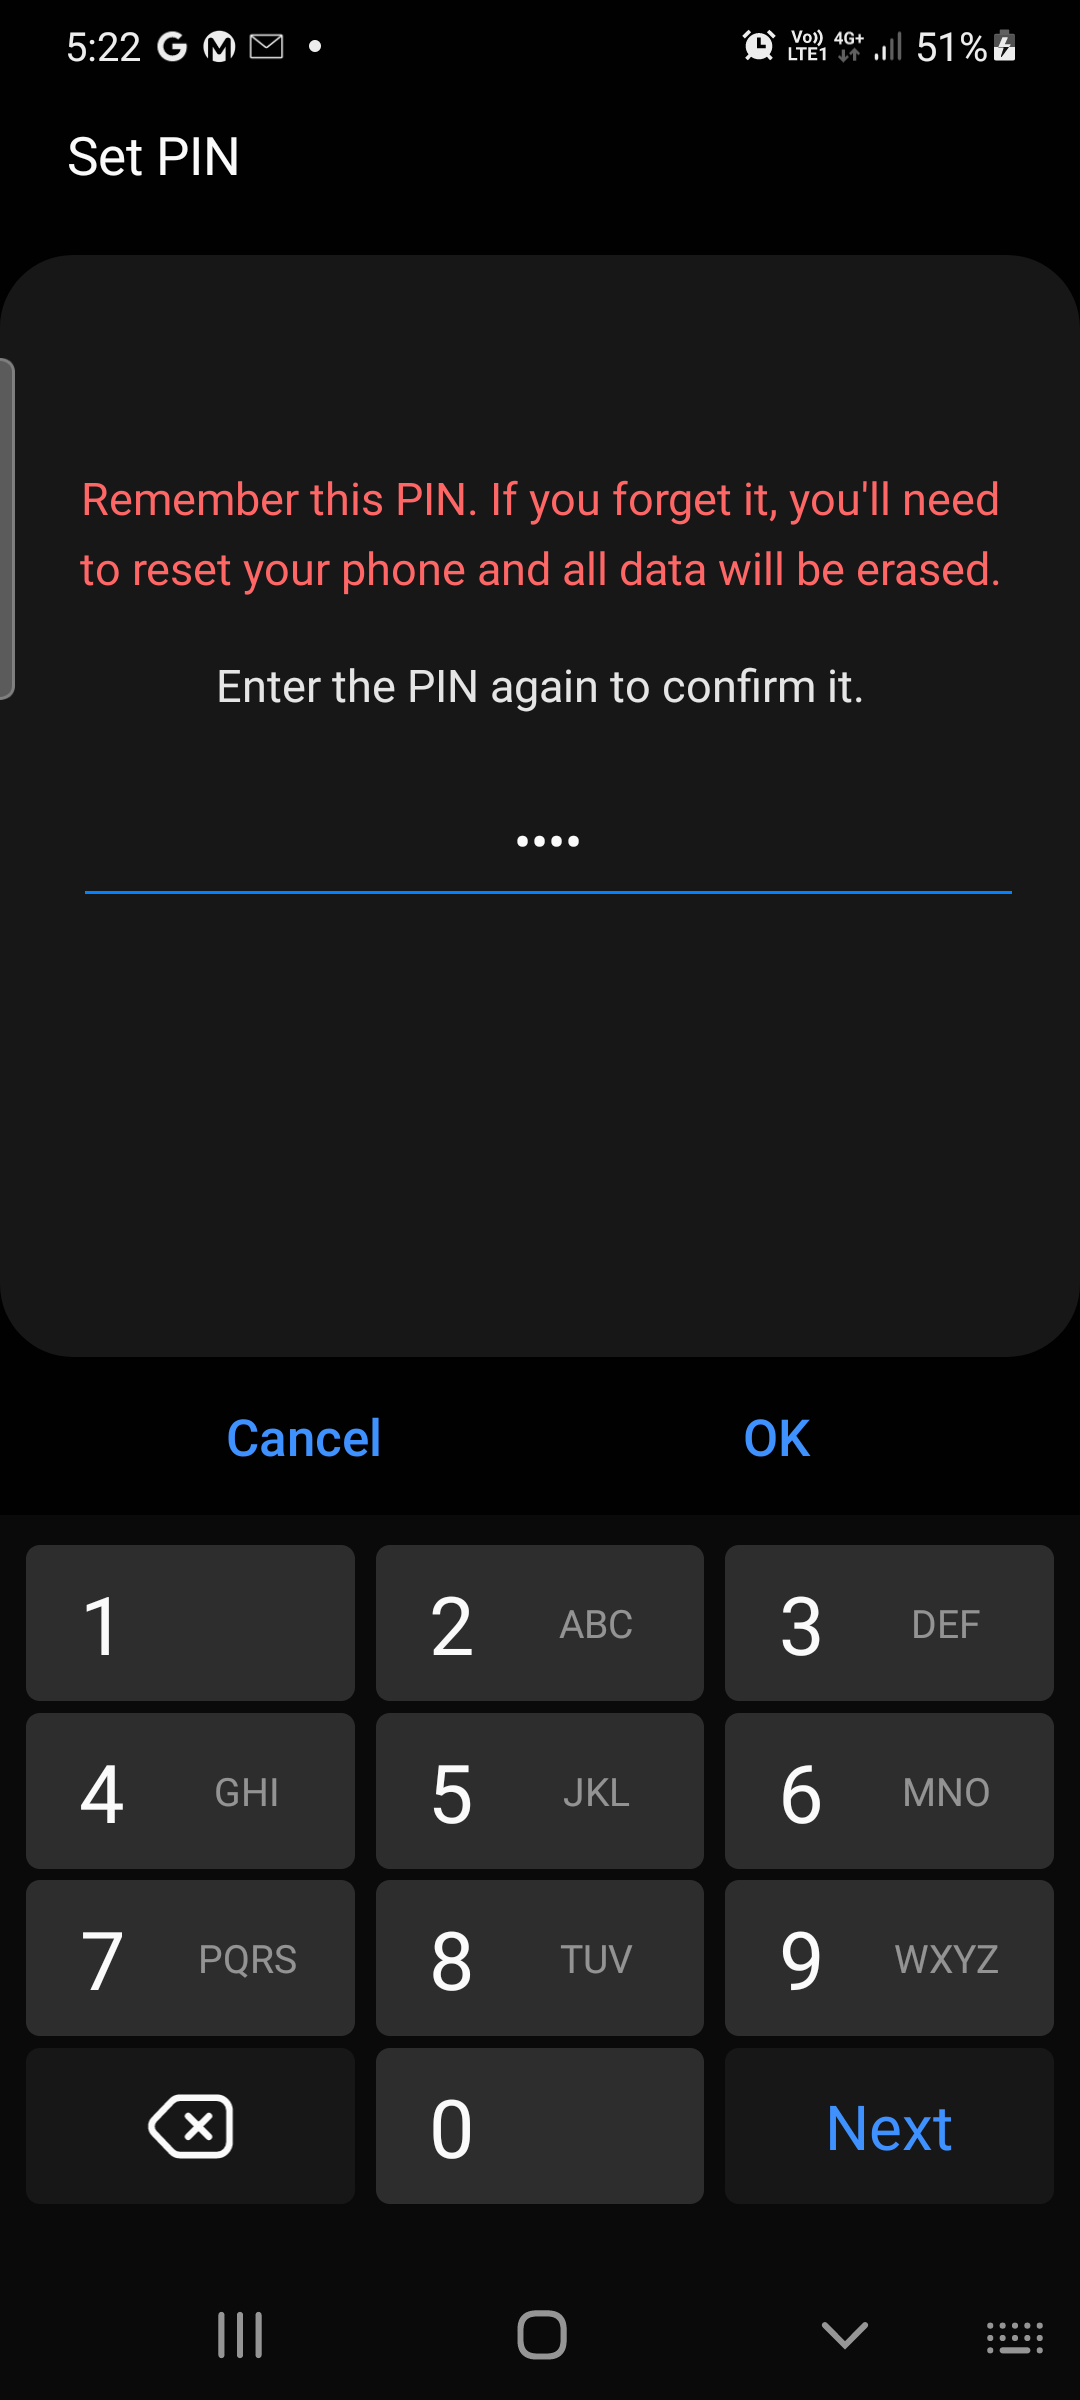 5:22
Vo)) LTE1 4G+ 51%
Set PIN
Remember this PIN. If you forget it, you'll need
to reset your phone and all data will be erased.
Enter the PIN again to confirm it.
••••
Cancel OK
1 2 ABC 3 DEF
4 GHI 5 JKL 6 MNO
7 PQRS 8 TUV 9 WXYZ
0 Next